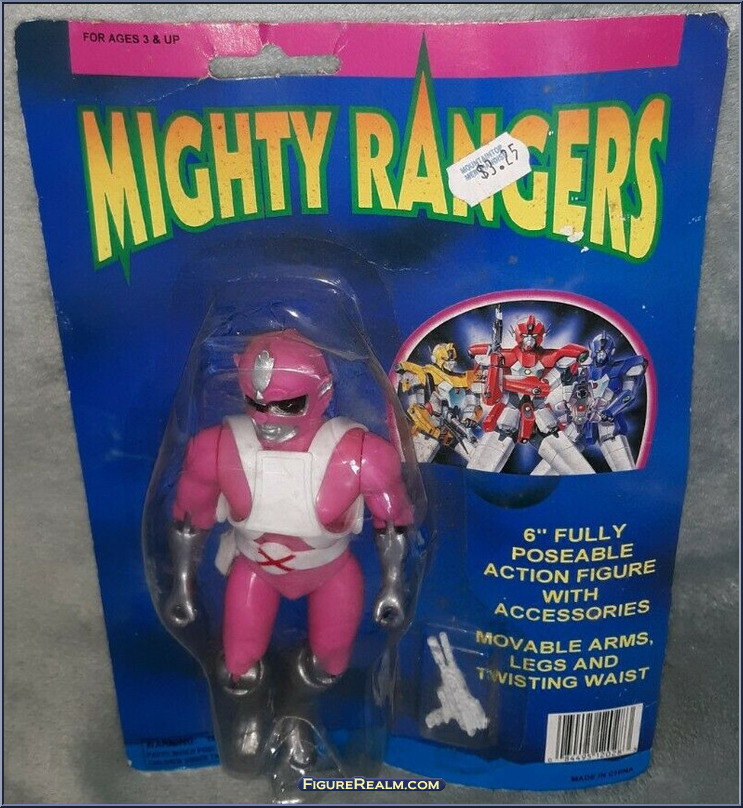 FOR AGES 3 & UP
MIGHTY RANGERS
MOUNTAINTOP
$3.25
6" FULLY
POSEABLE
ACTION FIGURE
WITH
ACCESSORIES
MOVABLE ARMS,
LEGS AND
TWISTING WAIST
WARNING
MADE IN CHINA
FIGUREREALM.COM